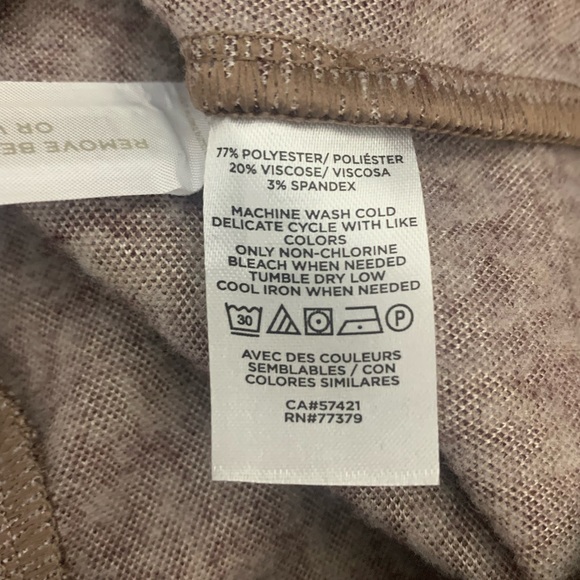 REMOVE BE
OR
77% POLYESTER/ POLIÉSTER
20% VISCOSE/ VISCOSA
3% SPANDEX
MACHINE WASH COLD
DELICATE CYCLE WITH LIKE
COLORS
ONLY NON-CHLORINE
BLEACH WHEN NEEDED
TUMBLE DRY LOW
COOL IRON WHEN NEEDED
30 P
AVEC DES COULEURS
SEMBLABLES / CON
COLORES SIMILARES
CA#57421
RN#77379